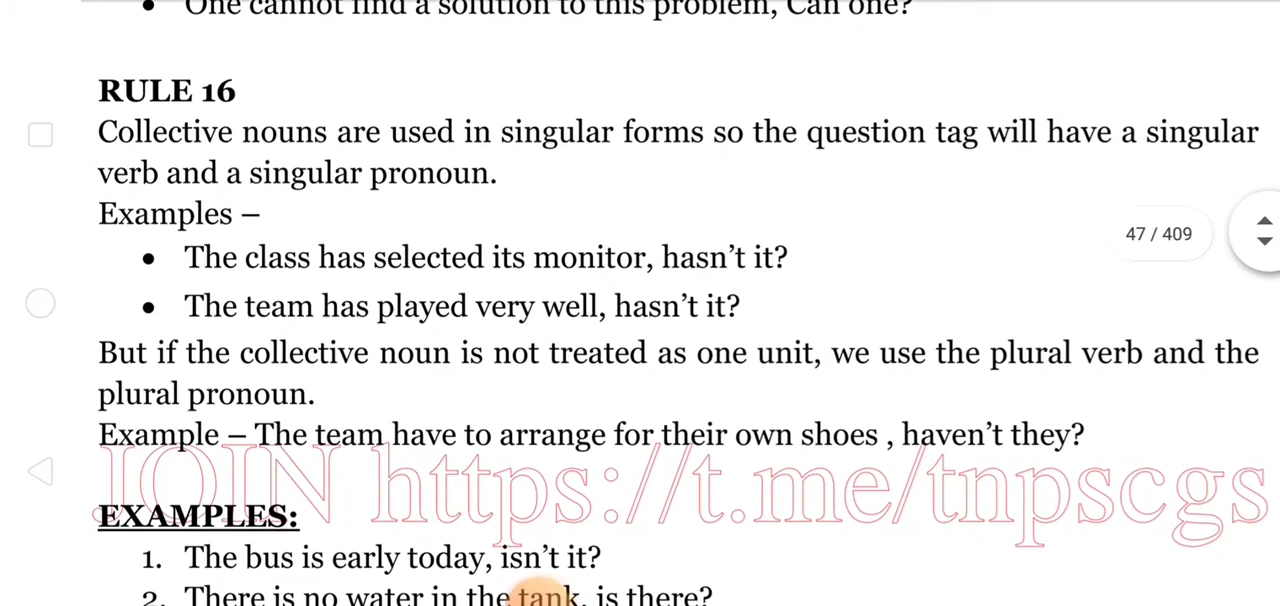 • One cannot find a solution to this problem, Can one?
RULE 16
Collective nouns are used in singular forms so the question tag will have a singular
verb and a singular pronoun.
Examples –
47 / 409
• The class has selected its monitor, hasn't it?
• The team has played very well, hasn't it?
But if the collective noun is not treated as one unit, we use the plural verb and the
plural pronoun.
Example – The team have to arrange for their own shoes , haven't they?
JOIN https://t.me/tnpscgs
EXAMPLES:
1. The bus is early today, isn't it?
2. There is no water in the tank, is there?